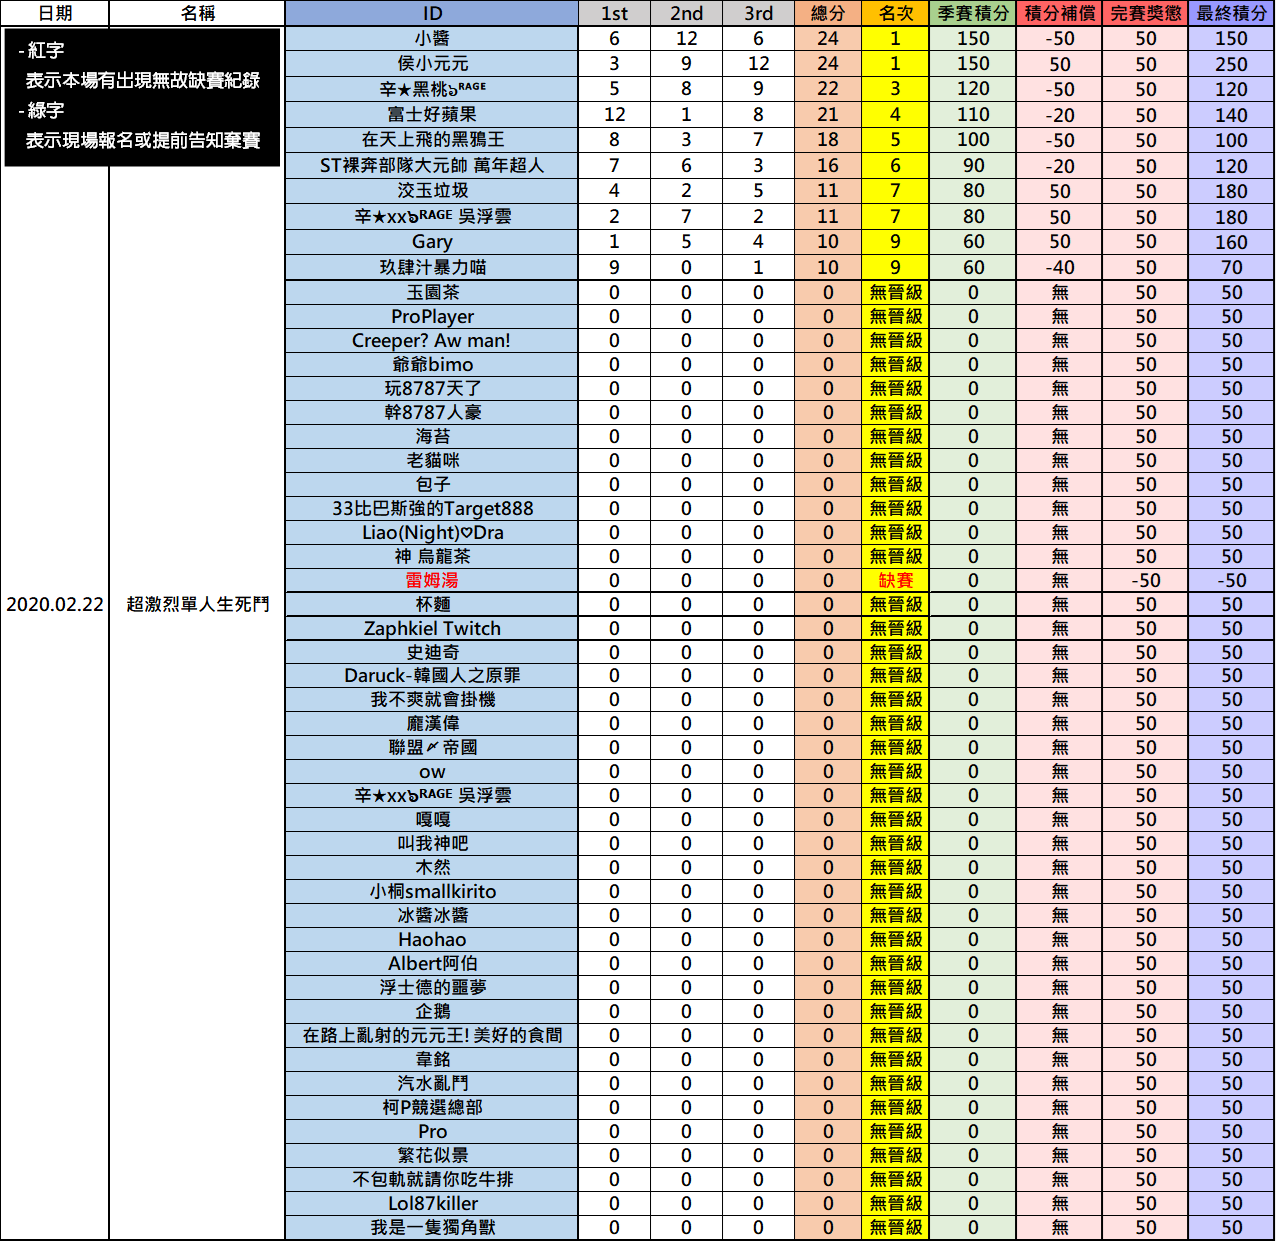 日期 名稱 ID 1st 2nd 3rd 總分 名次 季賽積分 積分補償 完賽獎懲 最終積分
- 紅字
表示本場有出現無故缺賽紀錄
- 綠字
表示現場報名或提前告知棄賽
小醬 6 12 6 24 1 150 -50 50 150
侯小元元 3 9 12 24 1 150 50 50 250
辛★黑桃ঌᴿᴬᴳᴱ 5 8 9 22 3 120 -50 50 120
富士好蘋果 12 1 8 21 4 110 -20 50 140
在天上飛的黑鴉王 8 3 7 18 5 100 -50 50 100
ST裸奔部隊大元帥 萬年超人 7 6 3 16 6 90 -20 50 120
洨玉垃圾 4 2 5 11 7 80 50 50 180
辛★xxঌᴿᴬᴳᴱ 吳浮雲 2 7 2 11 7 80 50 50 180
Gary 1 5 4 10 9 60 50 50 160
玖肆汁暴力喵 9 0 1 10 9 60 -40 50 70
玉園茶 0 0 0 0 無晉級 0 無 50 50
ProPlayer 0 0 0 0 無晉級 0 無 50 50
Creeper? Aw man! 0 0 0 0 無晉級 0 無 50 50
爺爺bimo 0 0 0 0 無晉級 0 無 50 50
玩8787天了 0 0 0 0 無晉級 0 無 50 50
幹8787人豪 0 0 0 0 無晉級 0 無 50 50
海苔 0 0 0 0 無晉級 0 無 50 50
老貓咪 0 0 0 0 無晉級 0 無 50 50
包子 0 0 0 0 無晉級 0 無 50 50
33比巴斯強的Target888 0 0 0 0 無晉級 0 無 50 50
Liao(Night)♡Dra 0 0 0 0 無晉級 0 無 50 50
神 烏龍茶 0 0 0 0 無晉級 0 無 50 50
雷姆湯 0 0 0 0 缺賽 0 無 -50 -50
2020.02.22 超激烈單人生死鬥 杯麵 0 0 0 0 無晉級 0 無 50 50
Zaphkiel Twitch 0 0 0 0 無晉級 0 無 50 50
史迪奇 0 0 0 0 無晉級 0 無 50 50
Daruck-韓國人之原罪 0 0 0 0 無晉級 0 無 50 50
我不爽就會掛機 0 0 0 0 無晉級 0 無 50 50
龐漢偉 0 0 0 0 無晉級 0 無 50 50
聯盟〆帝國 0 0 0 0 無晉級 0 無 50 50
ow 0 0 0 0 無晉級 0 無 50 50
辛★xxঌᴿᴬᴳᴱ 吳浮雲 0 0 0 0 無晉級 0 無 50 50
嘎嘎 0 0 0 0 無晉級 0 無 50 50
叫我神吧 0 0 0 0 無晉級 0 無 50 50
木然 0 0 0 0 無晉級 0 無 50 50
小桐smallkirito 0 0 0 0 無晉級 0 無 50 50
冰醬冰醬 0 0 0 0 無晉級 0 無 50 50
Haohao 0 0 0 0 無晉級 0 無 50 50
Albert阿伯 0 0 0 0 無晉級 0 無 50 50
浮士德的噩夢 0 0 0 0 無晉級 0 無 50 50
企鵝 0 0 0 0 無晉級 0 無 50 50
在路上亂射的元元王! 美好的食間 0 0 0 0 無晉級 0 無 50 50
韋銘 0 0 0 0 無晉級 0 無 50 50
汽水亂鬥 0 0 0 0 無晉級 0 無 50 50
柯P競選總部 0 0 0 0 無晉級 0 無 50 50
Pro 0 0 0 0 無晉級 0 無 50 50
繁花似景 0 0 0 0 無晉級 0 無 50 50
不包軌就請你吃牛排 0 0 0 0 無晉級 0 無 50 50
Lol87killer 0 0 0 0 無晉級 0 無 50 50
我是一隻獨角獸 0 0 0 0 無晉級 0 無 50 50